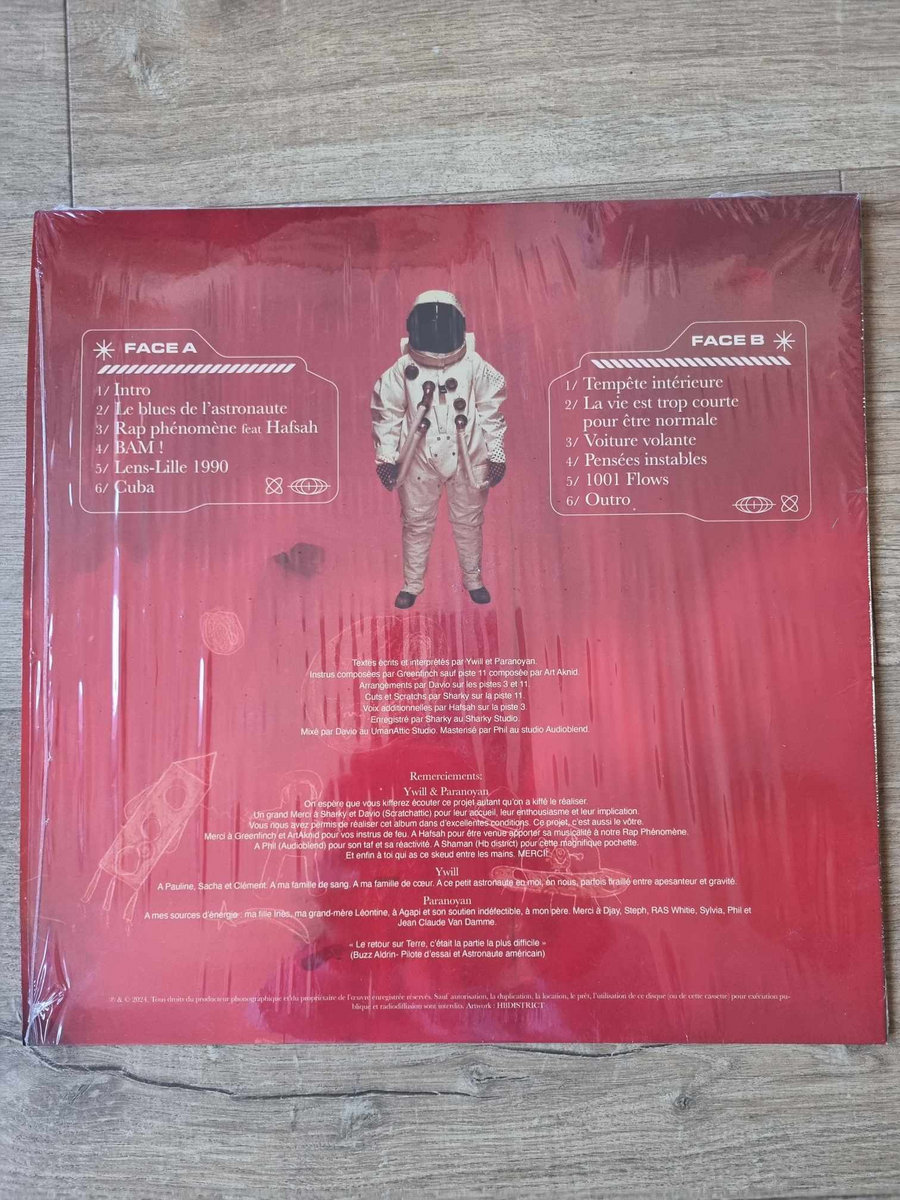 FACE A
1/ Intro
2/ Le blues de l'astronaute
3/ Rap phénomène feat Hafsah
4/ BAM !
5/ Lens-Lille 1990
6/ Cuba
FACE B
1/ Tempête intérieure
2/ La vie est trop courte
pour être normale
3/ Voiture volante
4/ Pensées instables
5/ 1001 Flows
6/ Outro
Textes écrits et interprétés par Ywill et Paranoyan.
Instrus composées par Greenfinch sauf piste 11 composée par Art Aknid.
Arrangements par Davio sur les pistes 3 et 11.
Cuts et Scratchs par Sharky sur la piste 11.
Voix additionnelles par Hafsah sur la piste 3.
Enregistré par Sharky au Sharky Studio.
Mixé par Davio au UmanAttic Studio. Mastensé par Phil au studio Audioblend.
Remerciements:
Ywill & Paranoyan
On espère que vous kifferez écouter ce projet autant qu'on a kiffé le réaliser.
Un grand Merci à Sharky et Davio (Scratchattic) pour leur accueil, leur enthousiasme et leur implication.
Vous nous avez permis de réaliser cet album dans d'excellentes conditions. Ce projet, c'est aussi le vôtre.
Merci à Greenfinch et ArtAknid pour vos instrus de feu. A Hafsah pour être venue apporter sa musicalité à notre Rap Phénomène.
A Phil (Audioblend) pour son taf et sa réactivité. A Shaman (Hb district) pour cette magnifique pochette.
Et enfin à toi qui as ce skeud entre les mains. MERCI!
Ywill
A Pauline, Sacha et Clément. A ma famille de sang. A ma famille de cœur. A ce petit astronaute en moi, en nous, parfois tiraillé entre apesanteur et gravité.
Paranoyan
A mes sources d'énergie : ma fille Inès, ma grand-mère Léontine, à Agapi et son soutien indéfectible, à mon père. Merci à Djay, Steph, RAS Whitie, Sylvia, Phil et
Jean Claude Van Damme.
« Le retour sur Terre, c'était la partie la plus difficile »
(Buzz Aldrin- Pilote d'essai et Astronaute américain)
℗ & © 2024. Tous droits du producteur phonographique et du propriétaire de l'œuvre enregistrée réservés. Sauf autorisation, la duplication, la location, le prêt, l'utilisation de ce disque (ou de cette cassette) pour exécution pu-
blique et radiodiffusion sont interdits. Artwork : HBDISTRICT